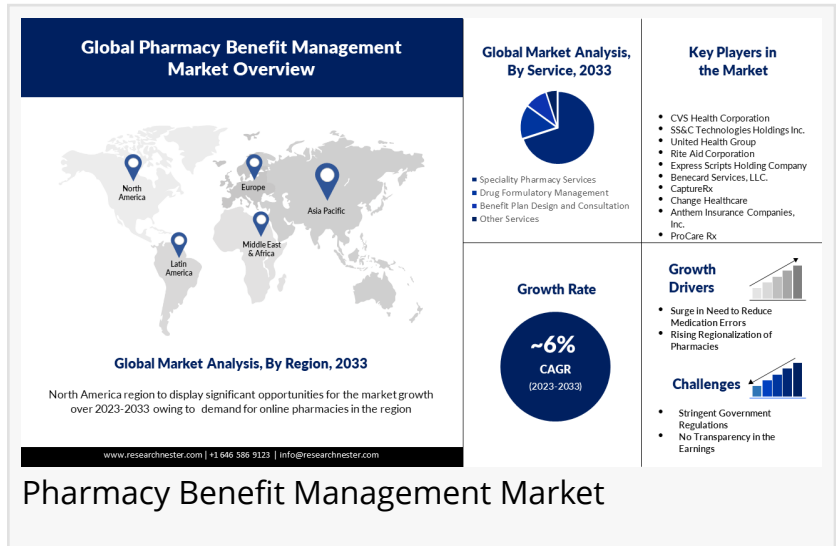 Global Pharmacy Benefit Management
Market Overview
North
America
Europe
Asia Pacific
Middle East
& Africa
Latin
America
Global Market Analysis, By Region, 2033
North America region to display significant opportunities for the market growth
over 2023-2033 owing to demand for online pharmacies in the region
www.researchnester.com | +1 646 586 9123 | info@researchnester.com
Global Market Analysis,
By Service, 2033
Speciality Pharmacy Services
Drug Formulatory Management
Benefit Plan Design and Consultation
Other Services
Key Players in
the Market
CVS Health Corporation
SS&C Technologies Holdings Inc.
United Health Group
Rite Aid Corporation
Express Scripts Holding Company
Benecard Services, LLC.
CaptureRx
Change Healthcare
Anthem Insurance Companies,
Inc.
ProCare Rx
Growth Rate
~6%
CAGR
(2023-2033)
Growth
Drivers
Surge in Need to Reduce
Medication Errors
Rising Regionalization of
Pharmacies
Challenges
Stringent Government
Regulations
No Transparency in the
Earnings
Pharmacy Benefit Management Market